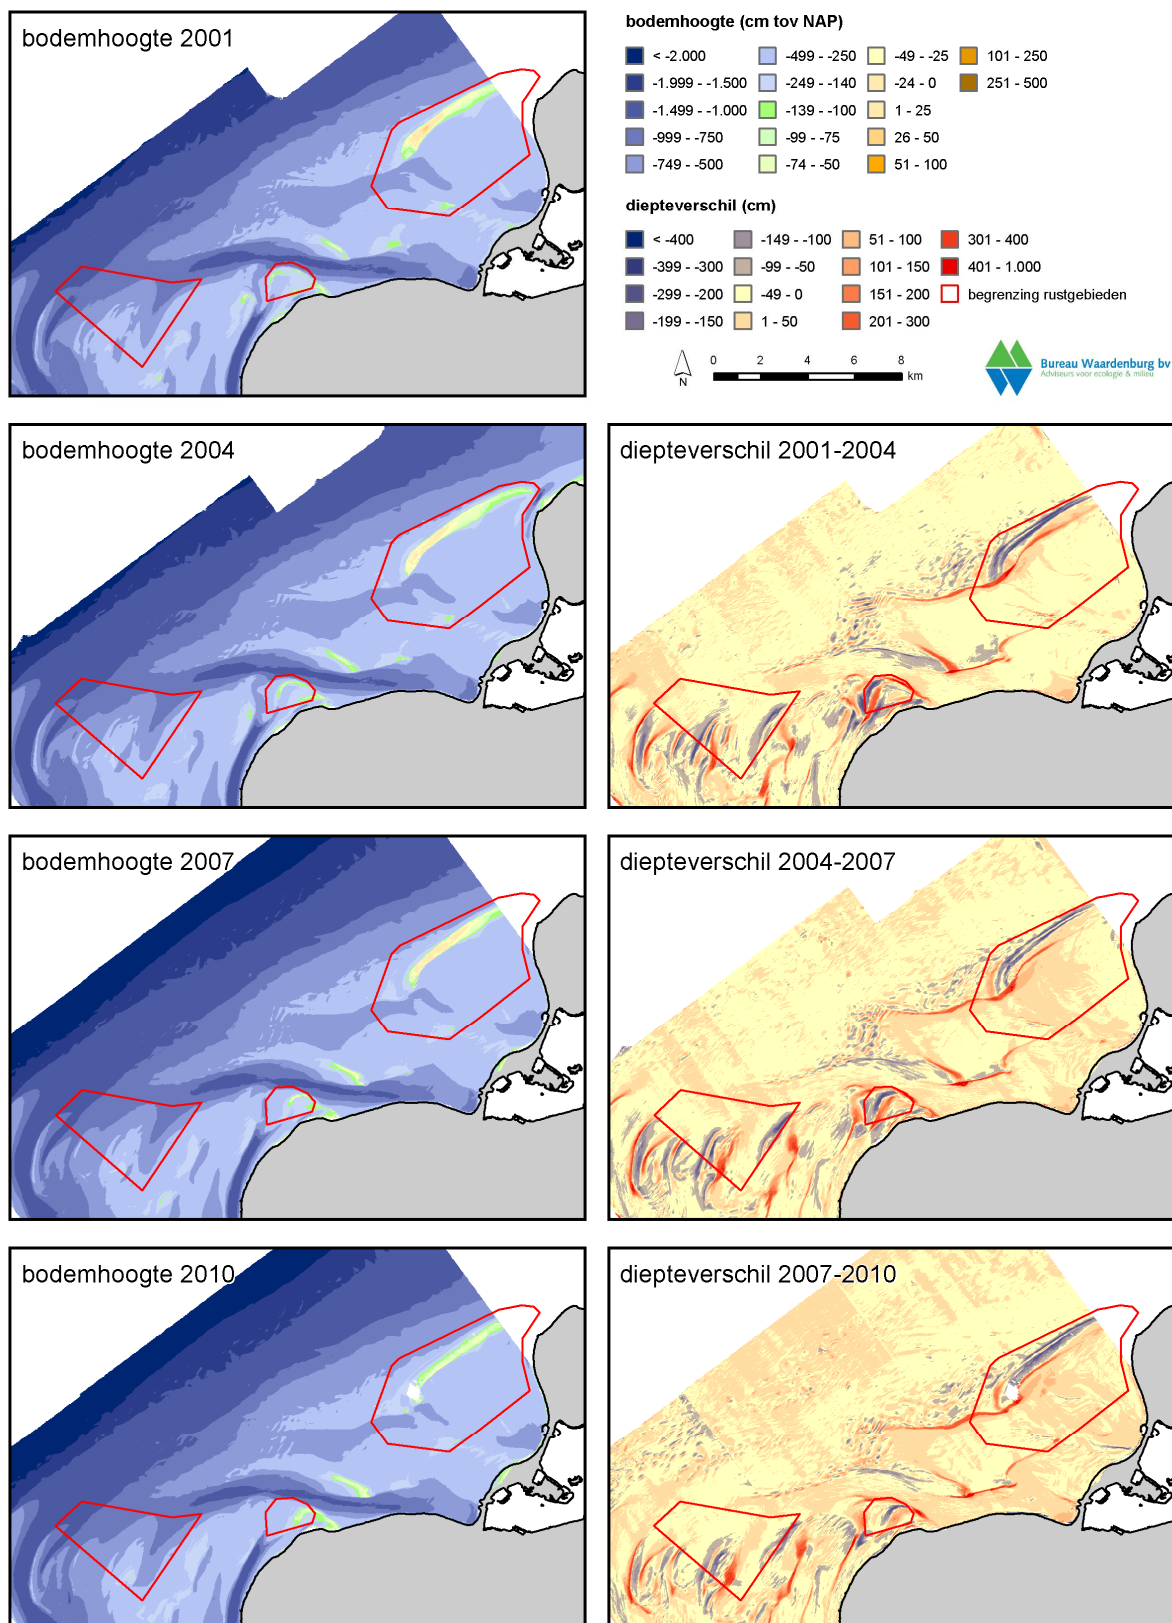 bodemhoogte 2001
bodemhoogte (cm tov NAP)
< -2.000
-1.999 - -1.500
-1.499 - -1.000
-999 - -750
-749 - -500
-499 - -250
-249 - -140
-139 - -100
-99 - -75
-74 - -50
-49 - -25
-24 - 0
1 - 25
26 - 50
51 - 100
101 - 250
251 - 500
diepteverschil (cm)
< -400
-399 - -300
-299 - -200
-199 - -150
-149 - -100
-99 - -50
-49 - 0
1 - 50
51 - 100
101 - 150
151 - 200
201 - 300
301 - 400
401 - 1.000
begrenzing rustgebieden
N
0 2 4 6 8
km
Bureau Waardenburg bv
Adviseurs voor ecologie & milieu
bodemhoogte 2004
diepteverschil 2001-2004
bodemhoogte 2007
diepteverschil 2004-2007
bodemhoogte 2010
diepteverschil 2007-2010